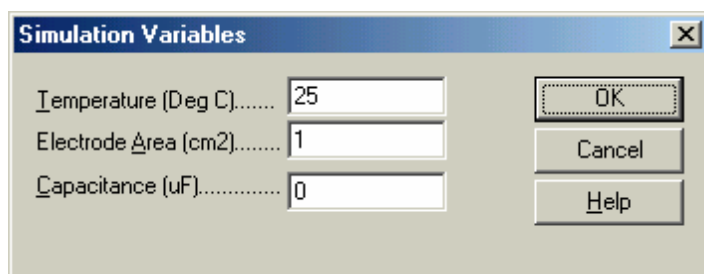 Simulation Variables
Temperature (Deg C)....... 25
OK
Electrode Area (cm2)........ 1
Cancel
Capacitance (uF).............. 0
Help